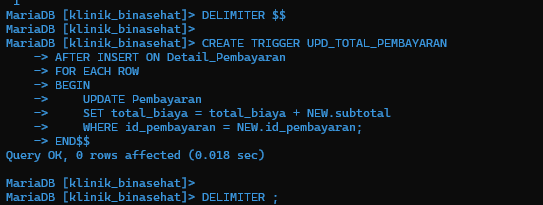 MariaDB [klinik_binasehat]> DELIMITER $$
MariaDB [klinik_binasehat]>
MariaDB [klinik_binasehat]> CREATE TRIGGER UPD_TOTAL_PEMBAYARAN
    -> AFTER INSERT ON Detail_Pembayaran
    -> FOR EACH ROW
    -> BEGIN
    ->     UPDATE Pembayaran
    ->     SET total_biaya = total_biaya + NEW.subtotal
    ->     WHERE id_pembayaran = NEW.id_pembayaran;
    -> END$$
Query OK, 0 rows affected (0.018 sec)

MariaDB [klinik_binasehat]>
MariaDB [klinik_binasehat]> DELIMITER ;